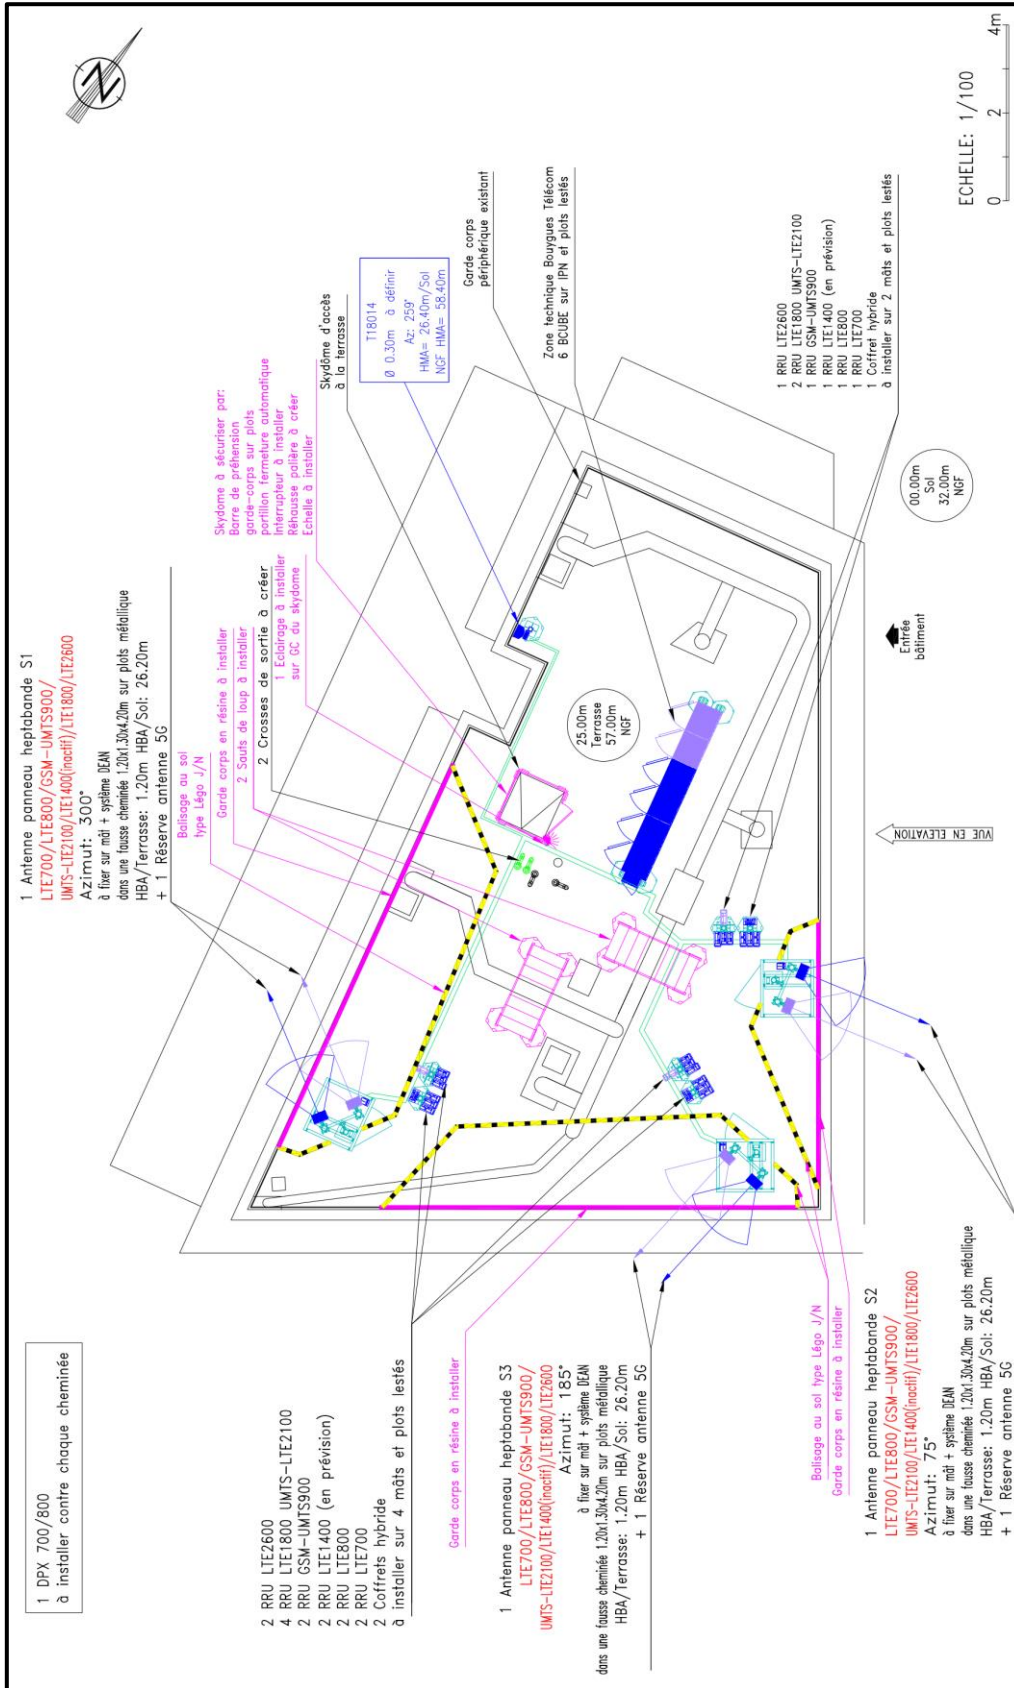 1 DPX 700/800
à installer contre chaque cheminée
1 Antenne panneau heptabande S1
LTE700/LTE800/GSM-UMTS900/
UMTS-LTE2100/LTE1400(inactif)/LTE1800/LTE2600
Azimut: 300°
à fixer sur mât + système DEAN
dans une fausse cheminée 1.20x1.30x4.20m sur plots métallique
HBA/Terrasse: 1.20m HBA/Sol: 26.20m
+ 1 Réserve antenne 5G
Balisage au sol
type Légo J/N
Garde corps en résine à installer
2 Sauts de loup à installer
2 Crosses de sortie à créer
1 Eclairage à installer
sur GC du skydome
Skydome à sécuriser par:
Barre de préhension
garde-corps sur plots
portillon fermeture automatique
Interrupteur à installer
Réhausse palière à créer
Echelle à installer
Skydôme d'accès
à la terrasse
T18014
Ø 0.30m à définir
Az: 259°
HMA= 26.40m/Sol
NGF HMA= 58.40m
Garde corps
périphérique existant
Zone technique Bouygues Télécom
6 BCUBE sur IPN et plots lestés
1 RRU LTE2600
2 RRU LTE1800 UMTS-LTE2100
1 RRU GSM-UMTS900
1 RRU LTE1400 (en prévision)
1 RRU LTE800
1 RRU LTE700
1 Coffret hybride
à installer sur 2 mâts et plots lestés
ECHELLE: 1/100
0 2 4m
25.00m
Terrasse
57.00m
NGF
00.00m
Sol
32.00m
NGF
Entrée
bâtiment
VUE EN ELEVATION
2 RRU LTE2600
4 RRU LTE1800 UMTS-LTE2100
2 RRU GSM-UMTS900
2 RRU LTE1400 (en prévision)
2 RRU LTE800
2 RRU LTE700
2 Coffrets hybride
à installer sur 4 mâts et plots lestés
Garde corps en résine à installer
1 Antenne panneau heptabande S3
LTE700/LTE800/GSM-UMTS900/
UMTS-LTE2100/LTE1400(inactif)/LTE1800/LTE2600
Azimut: 185°
à fixer sur mât + système DEAN
dans une fausse cheminée 1.20x1.30x4.20m sur plots métallique
HBA/Terrasse: 1.20m HBA/Sol: 26.20m
+ 1 Réserve antenne 5G
Balisage au sol type Légo J/N
Garde corps en résine à installer
1 Antenne panneau heptabande S2
LTE700/LTE800/GSM-UMTS900/
UMTS-LTE2100/LTE1400(inactif)/LTE1800/LTE2600
Azimut: 75°
à fixer sur mât + système DEAN
dans une fausse cheminée 1.20x1.30x4.20m sur plots métallique
HBA/Terrasse: 1.20m HBA/Sol: 26.20m
+ 1 Réserve antenne 5G
N